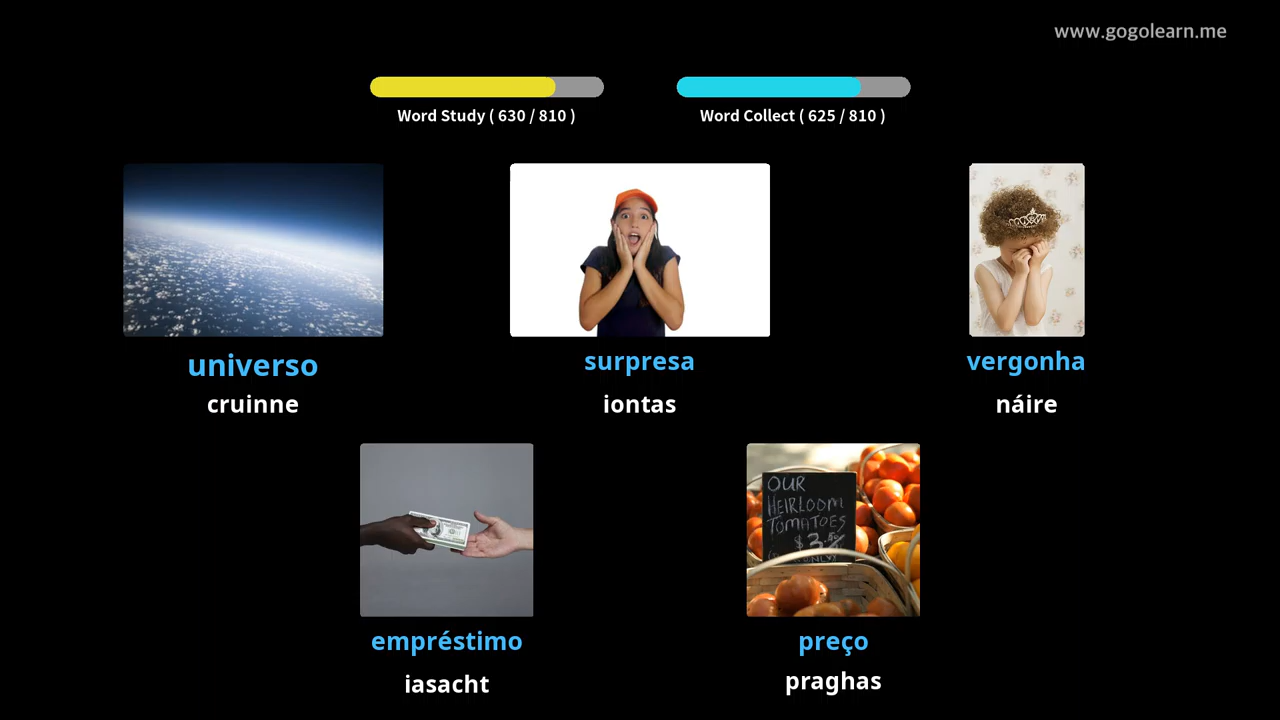 www.gogolearn.me
Word Study ( 630 / 810 )
Word Collect ( 625 / 810 )
universo
cruinne
surpresa
iontas
vergonha
náire
OUR
HEIRLOOM
TOMATOES
empréstimo
iasacht
preço
praghas